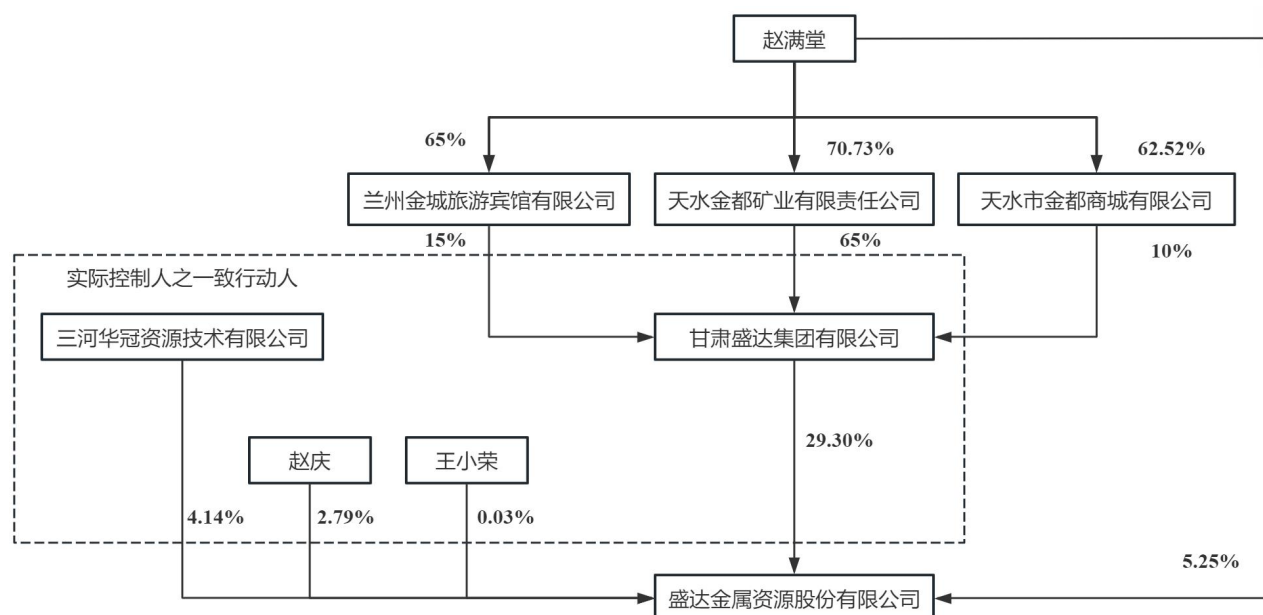 赵满堂
65%
70.73%
62.52%
兰州金城旅游宾馆有限公司
天水金都矿业有限责任公司
天水市金都商城有限公司
15%
65%
10%
实际控制人之一致行动人
三河华冠资源技术有限公司
甘肃盛达集团有限公司
29.30%
赵庆
王小荣
4.14%
2.79%
0.03%
5.25%
盛达金属资源股份有限公司